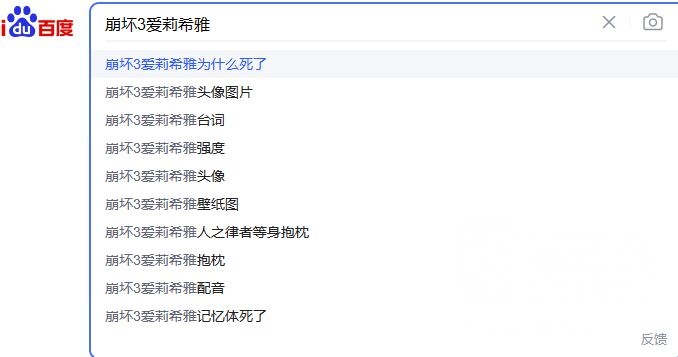 du百度
崩坏3爱莉希雅
崩坏3爱莉希雅为什么死了
崩坏3爱莉希雅头像图片
崩坏3爱莉希雅台词
崩坏3爱莉希雅强度
崩坏3爱莉希雅头像
崩坏3爱莉希雅壁纸图
崩坏3爱莉希雅人之律者等身抱枕
崩坏3爱莉希雅抱枕
崩坏3爱莉希雅配音
崩坏3爱莉希雅记忆体死了
反馈